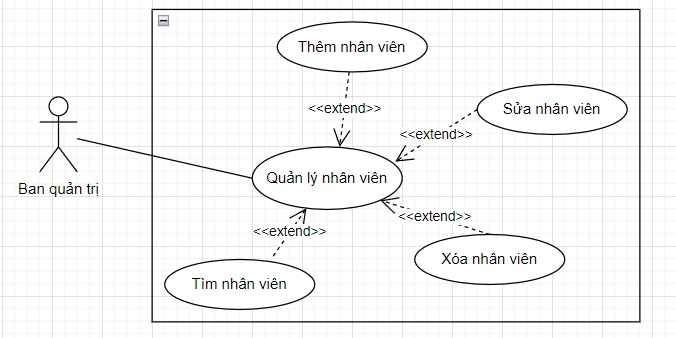 Thêm nhân viên
<<extend>>
Sửa nhân viên
<<extend>>
Quản lý nhân viên
Ban quản trị
<<extend>>
<<extend>>
Xóa nhân viên
Tìm nhân viên